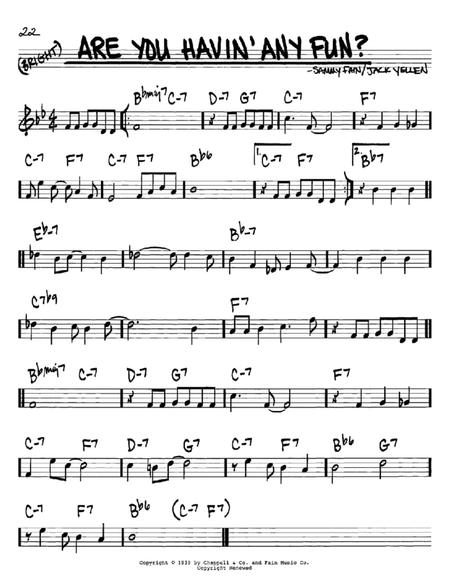 22
(BRIGHT)
ARE YOU HAVIN' ANY FUN?
-SAMMY FAIN/JACK YELLEN
Bbmaj7 C-7 D-7 G7 C-7 F7
C-7 F7 C-7 F7 Bb6 1. C-7 F7 2. Bb7
Eb-7 Bb-7
C7b9 F7
Bbmaj7 C-7 D-7 G7 C-7 F7
C-7 F7 D-7 G7 C-7 F7 Bb6 G7
C-7 F7 Bb6 (C-7 F7)
Copyright © 1939 by Chappell & Co. and Fain Music Co.
Copyright Renewed